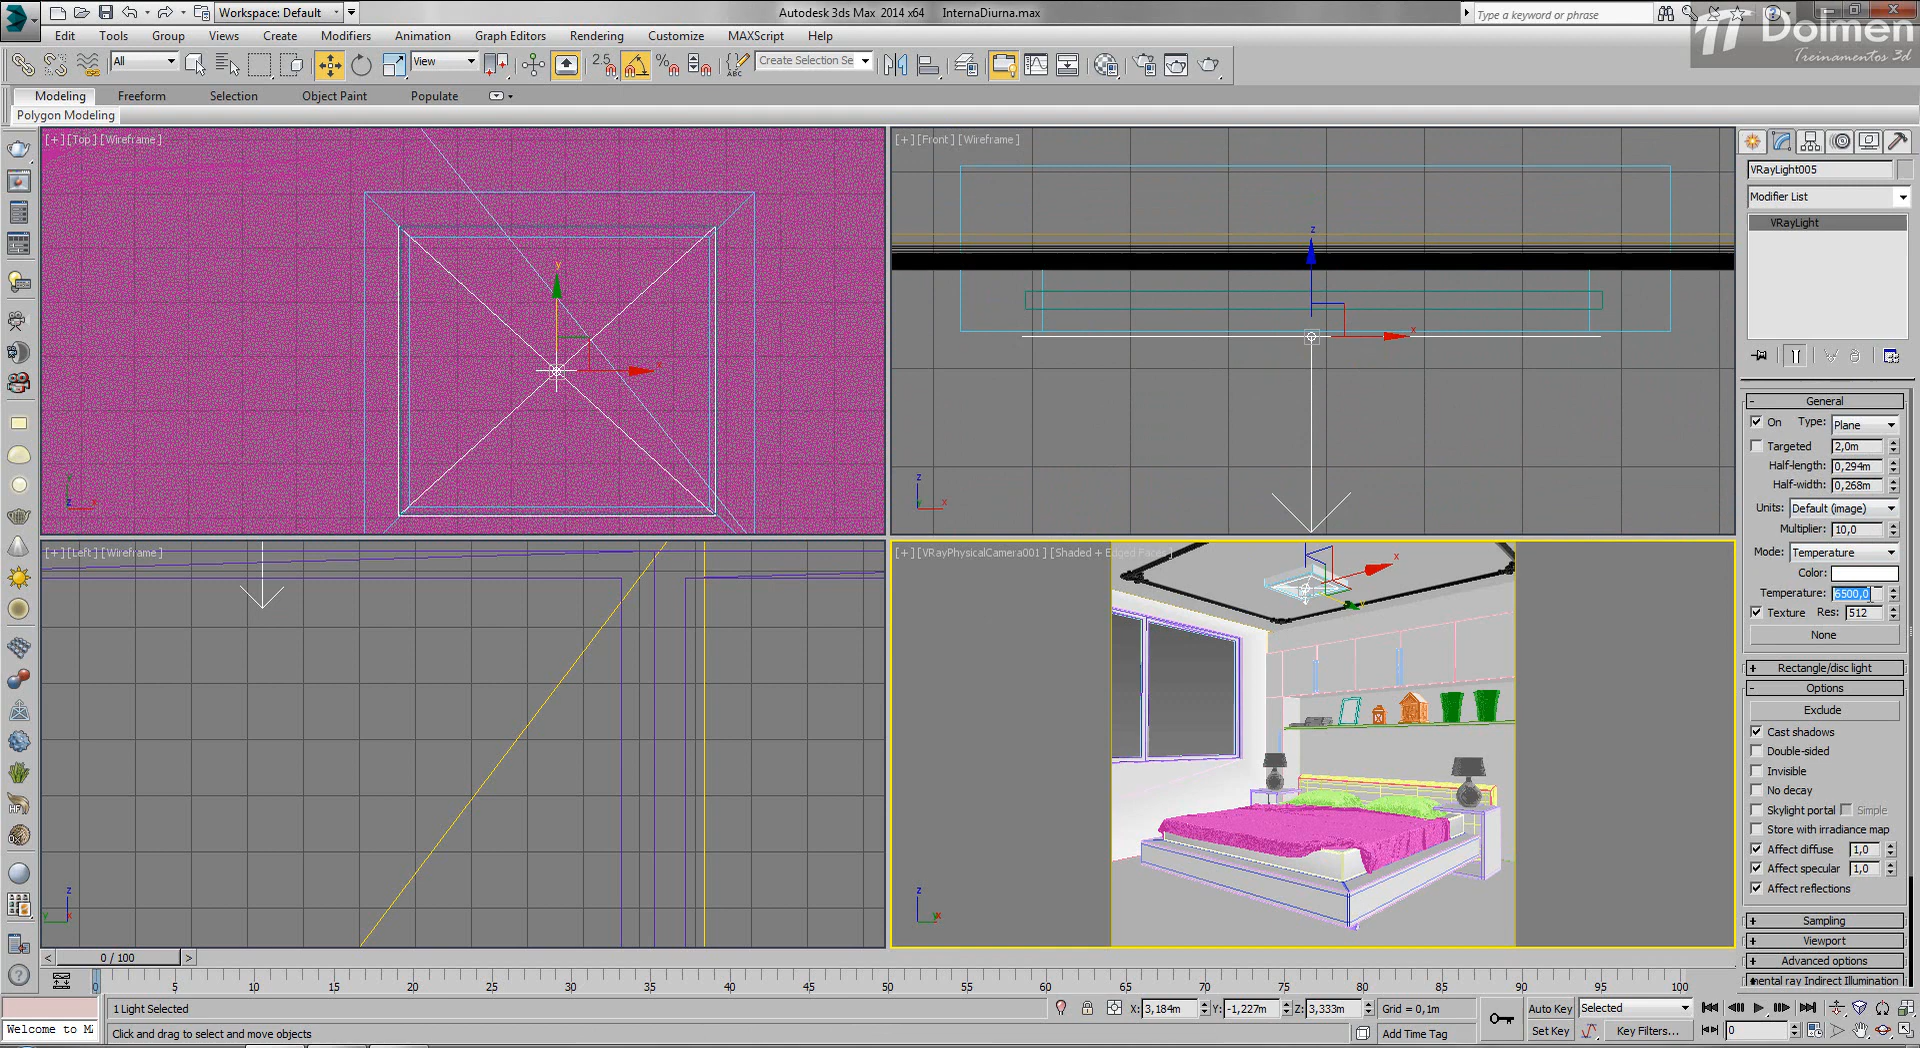 Workspace: Default
Autodesk 3ds Max 2014 x64 InternaDiurna.max
Type a keyword or phrase
Dolmen
Treinamentos 3d
Edit Tools Group Views Create Modifiers Animation Graph Editors Rendering Customize MAXScript Help
All View 2.5 Create Selection Se
Modeling Freeform Selection Object Paint Populate
Polygon Modeling
[+] [Top] [Wireframe]
[+] [Front] [Wireframe]
[+] [Left] [Wireframe]
[+] [VRayPhysicalCamera001] [Shaded + Edged Faces]
VRayLight005
Modifier List
VRayLight
- General
On Type: Plane
Targeted 2,0m
Half-length: 0,294m
Half-width: 0,268m
Units: Default (image)
Multiplier: 10,0
Mode: Temperature
Color:
Temperature: 6500,0
Texture Res: 512
None
+ Rectangle/disc light
- Options
Exclude
Cast shadows
Double-sided
Invisible
No decay
Skylight portal Simple
Store with irradiance map
Affect diffuse 1,0
Affect specular 1,0
Affect reflections
+ Sampling
+ Viewport
+ Advanced options
mental ray Indirect Illumination
< 0 / 100 >
0 5 10 15 20 25 30 35 40 45 50 55 60 65 70 75 80 85 90 95 100
1 Light Selected
X: 3,184m Y: -1,227m Z: 3,333m Grid = 0,1m
Auto Key Selected
Welcome to M
Click and drag to select and move objects
Add Time Tag
Set Key Key Filters... 0